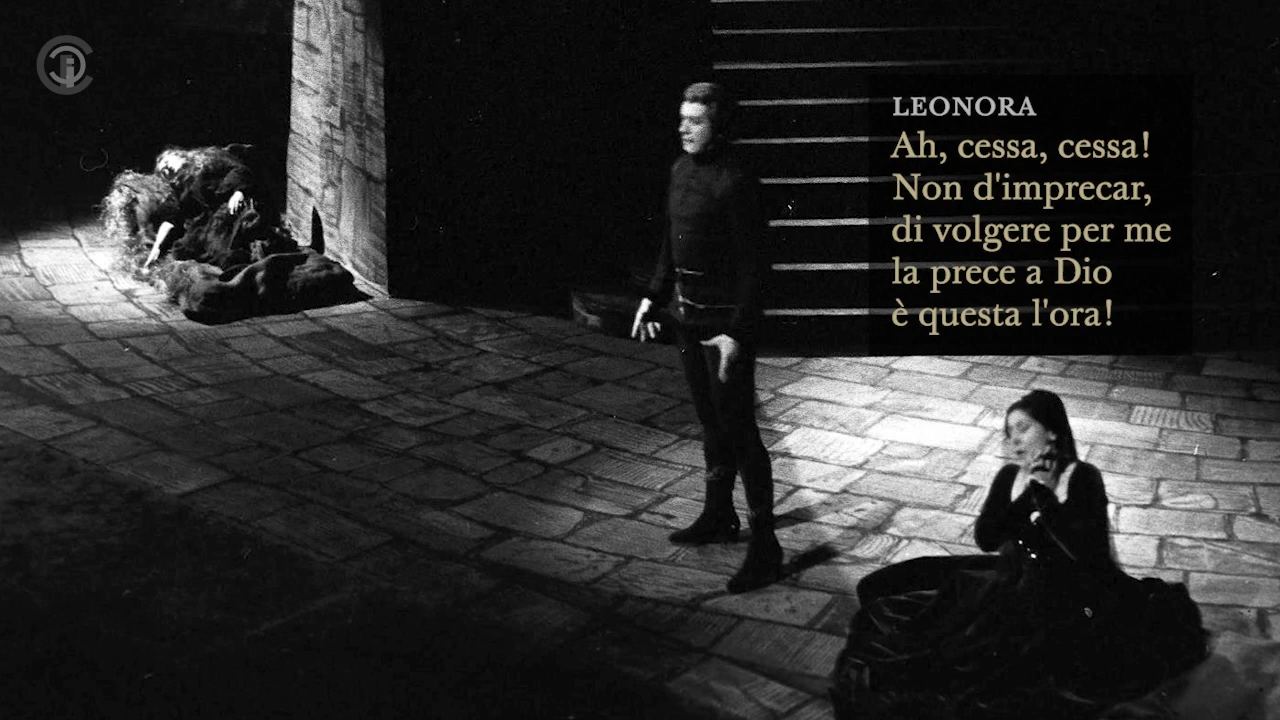 LEONORA
Ah, cessa, cessa!
Non d'imprecar,
di volgere per me
la prece a Dio
è questa l'ora!